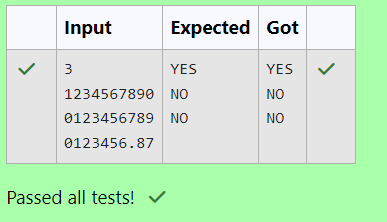 Input Expected Got
3 YES YES
1234567890 NO NO
0123456789 NO NO
0123456.87
Passed all tests!